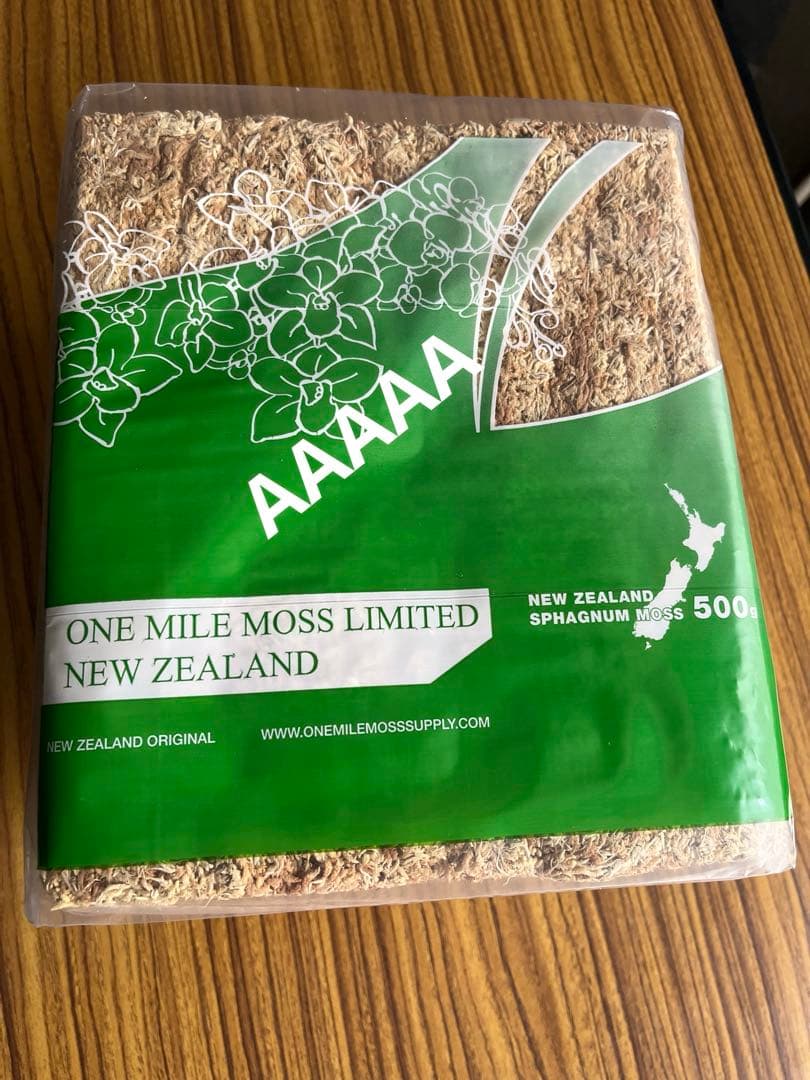 AAAAA
ONE MILE MOSS LIMITED
NEW ZEALAND
NEW ZEALAND
SPHAGNUM MOSS 500g
NEW ZEALAND ORIGINAL
WWW.ONEMILEMOSSSUPPLY.COM